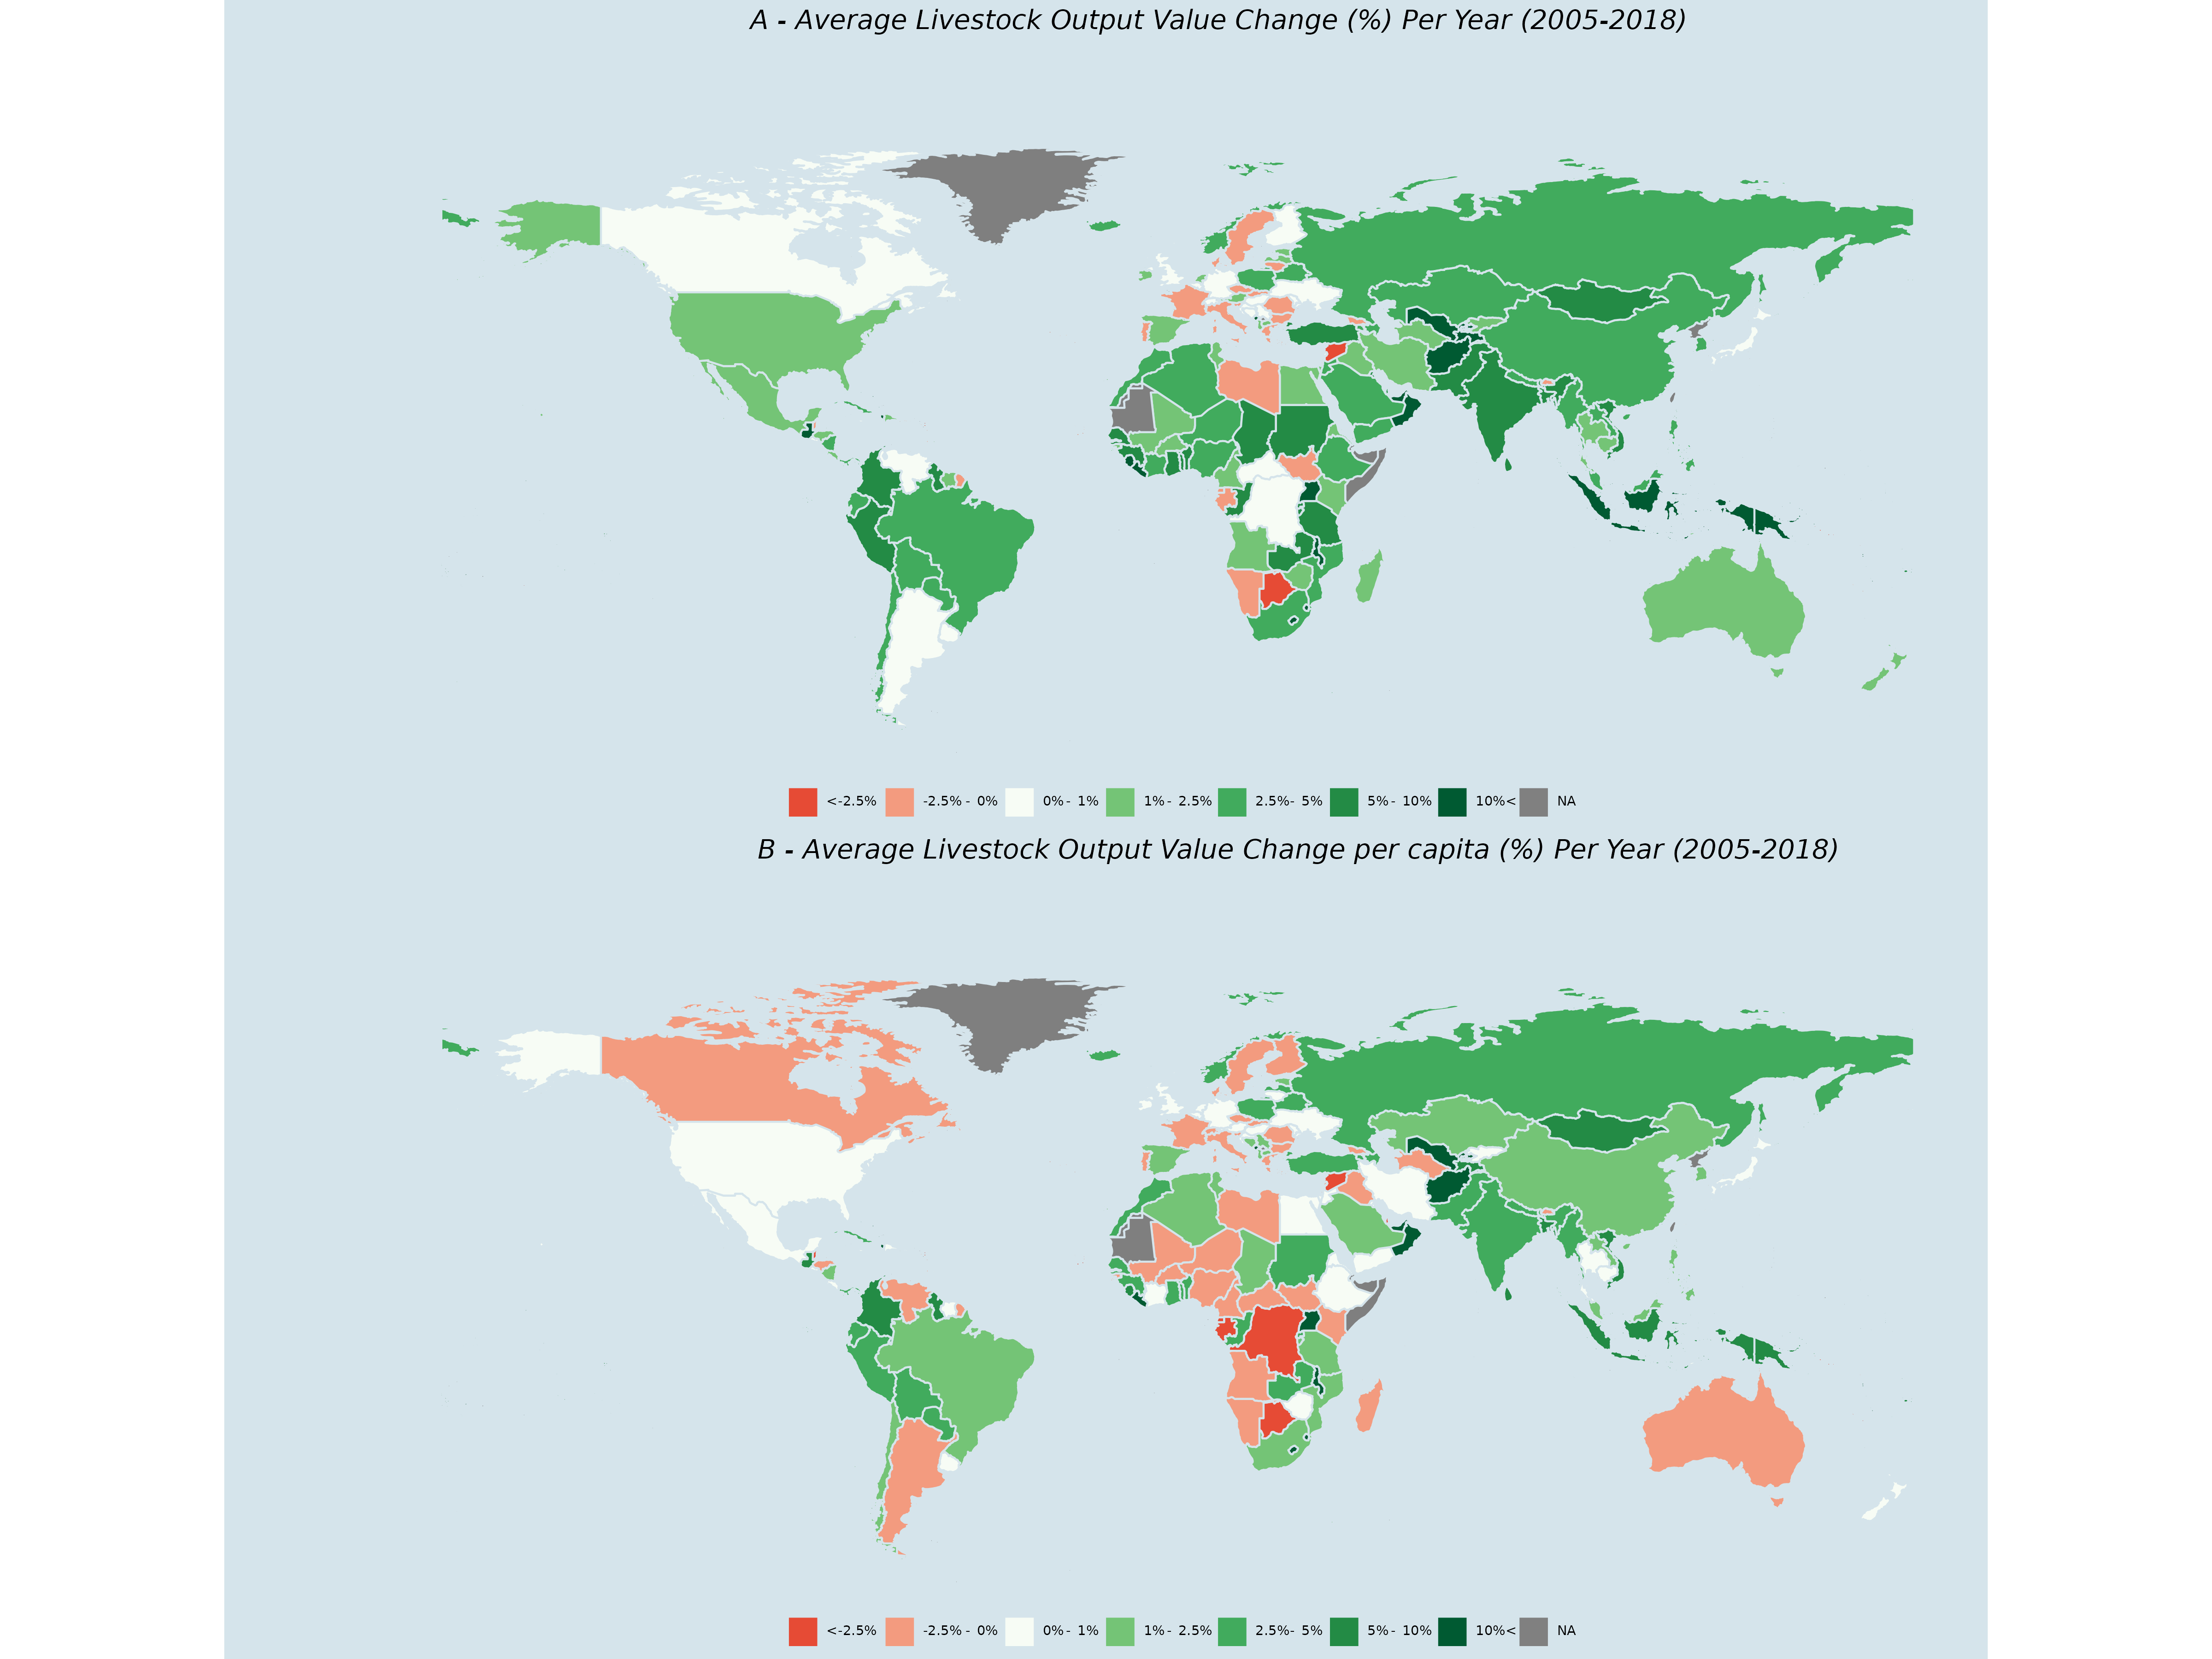 A - Average Livestock Output Value Change (%) Per Year (2005-2018)
<-2.5% -2.5% - 0% 0% - 1% 1% - 2.5% 2.5% - 5% 5% - 10% 10%< NA
B - Average Livestock Output Value Change per capita (%) Per Year (2005-2018)
<-2.5% -2.5% - 0% 0% - 1% 1% - 2.5% 2.5% - 5% 5% - 10% 10%< NA